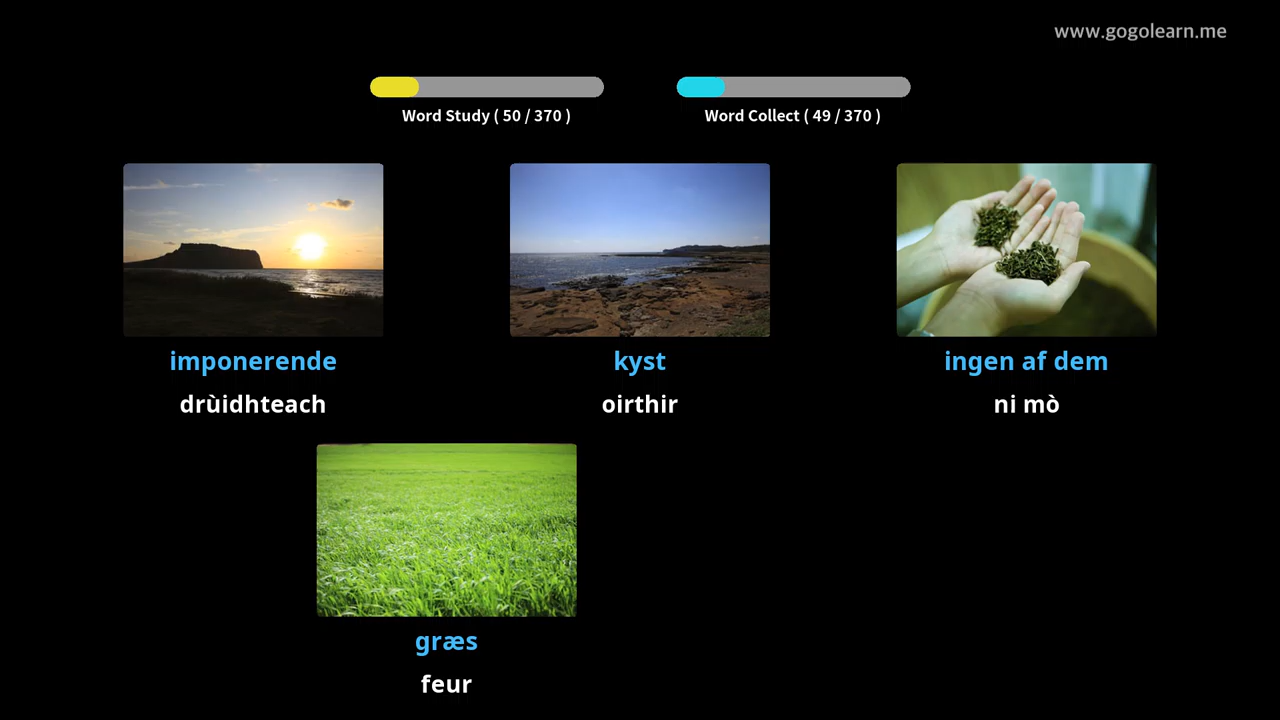 www.gogolearn.me
Word Study ( 50 / 370 )
Word Collect ( 49 / 370 )
imponerende
drùidhteach
kyst
oirthir
ingen af dem
ni mò
græs
feur